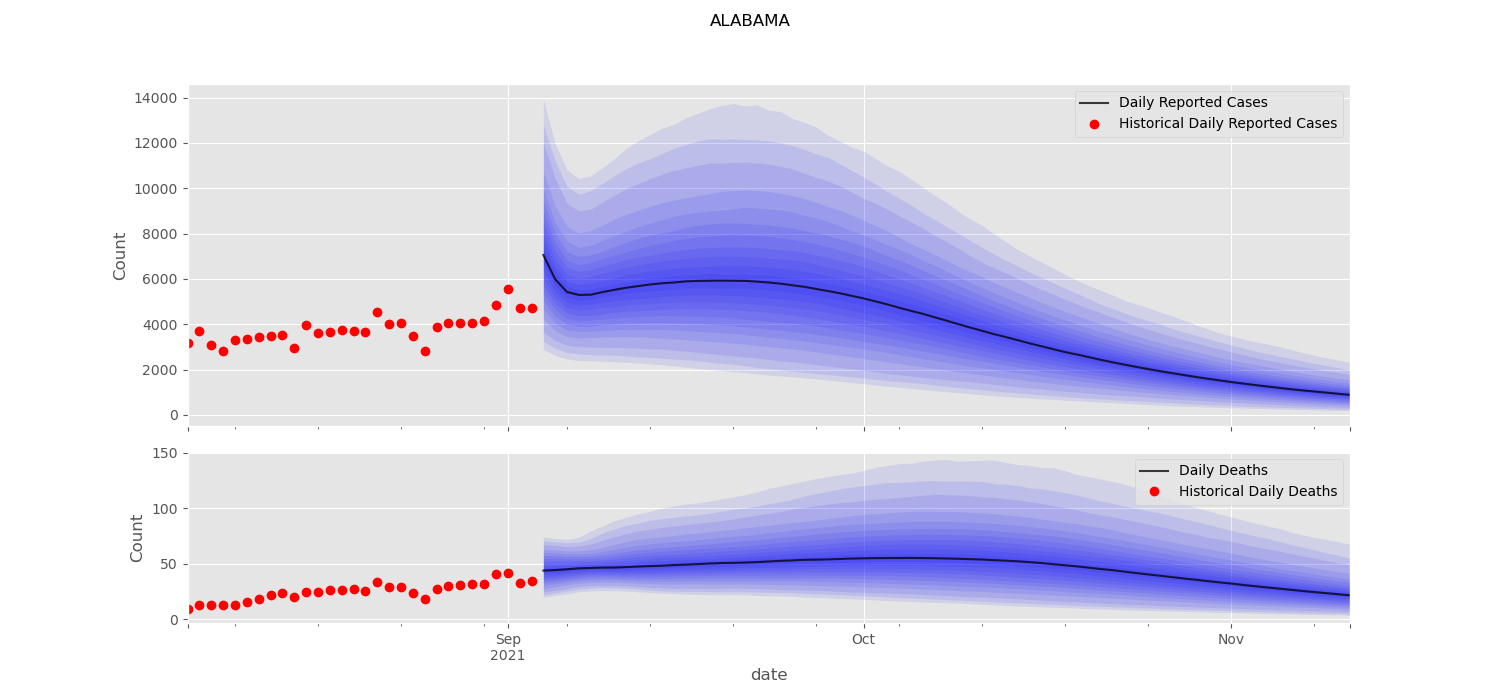 ALABAMA
14000
12000
10000
8000
6000
4000
2000
0
Count
Daily Reported Cases
Historical Daily Reported Cases
150
100
50
0
Count
Daily Deaths
Historical Daily Deaths
Sep
2021
Oct
Nov
date